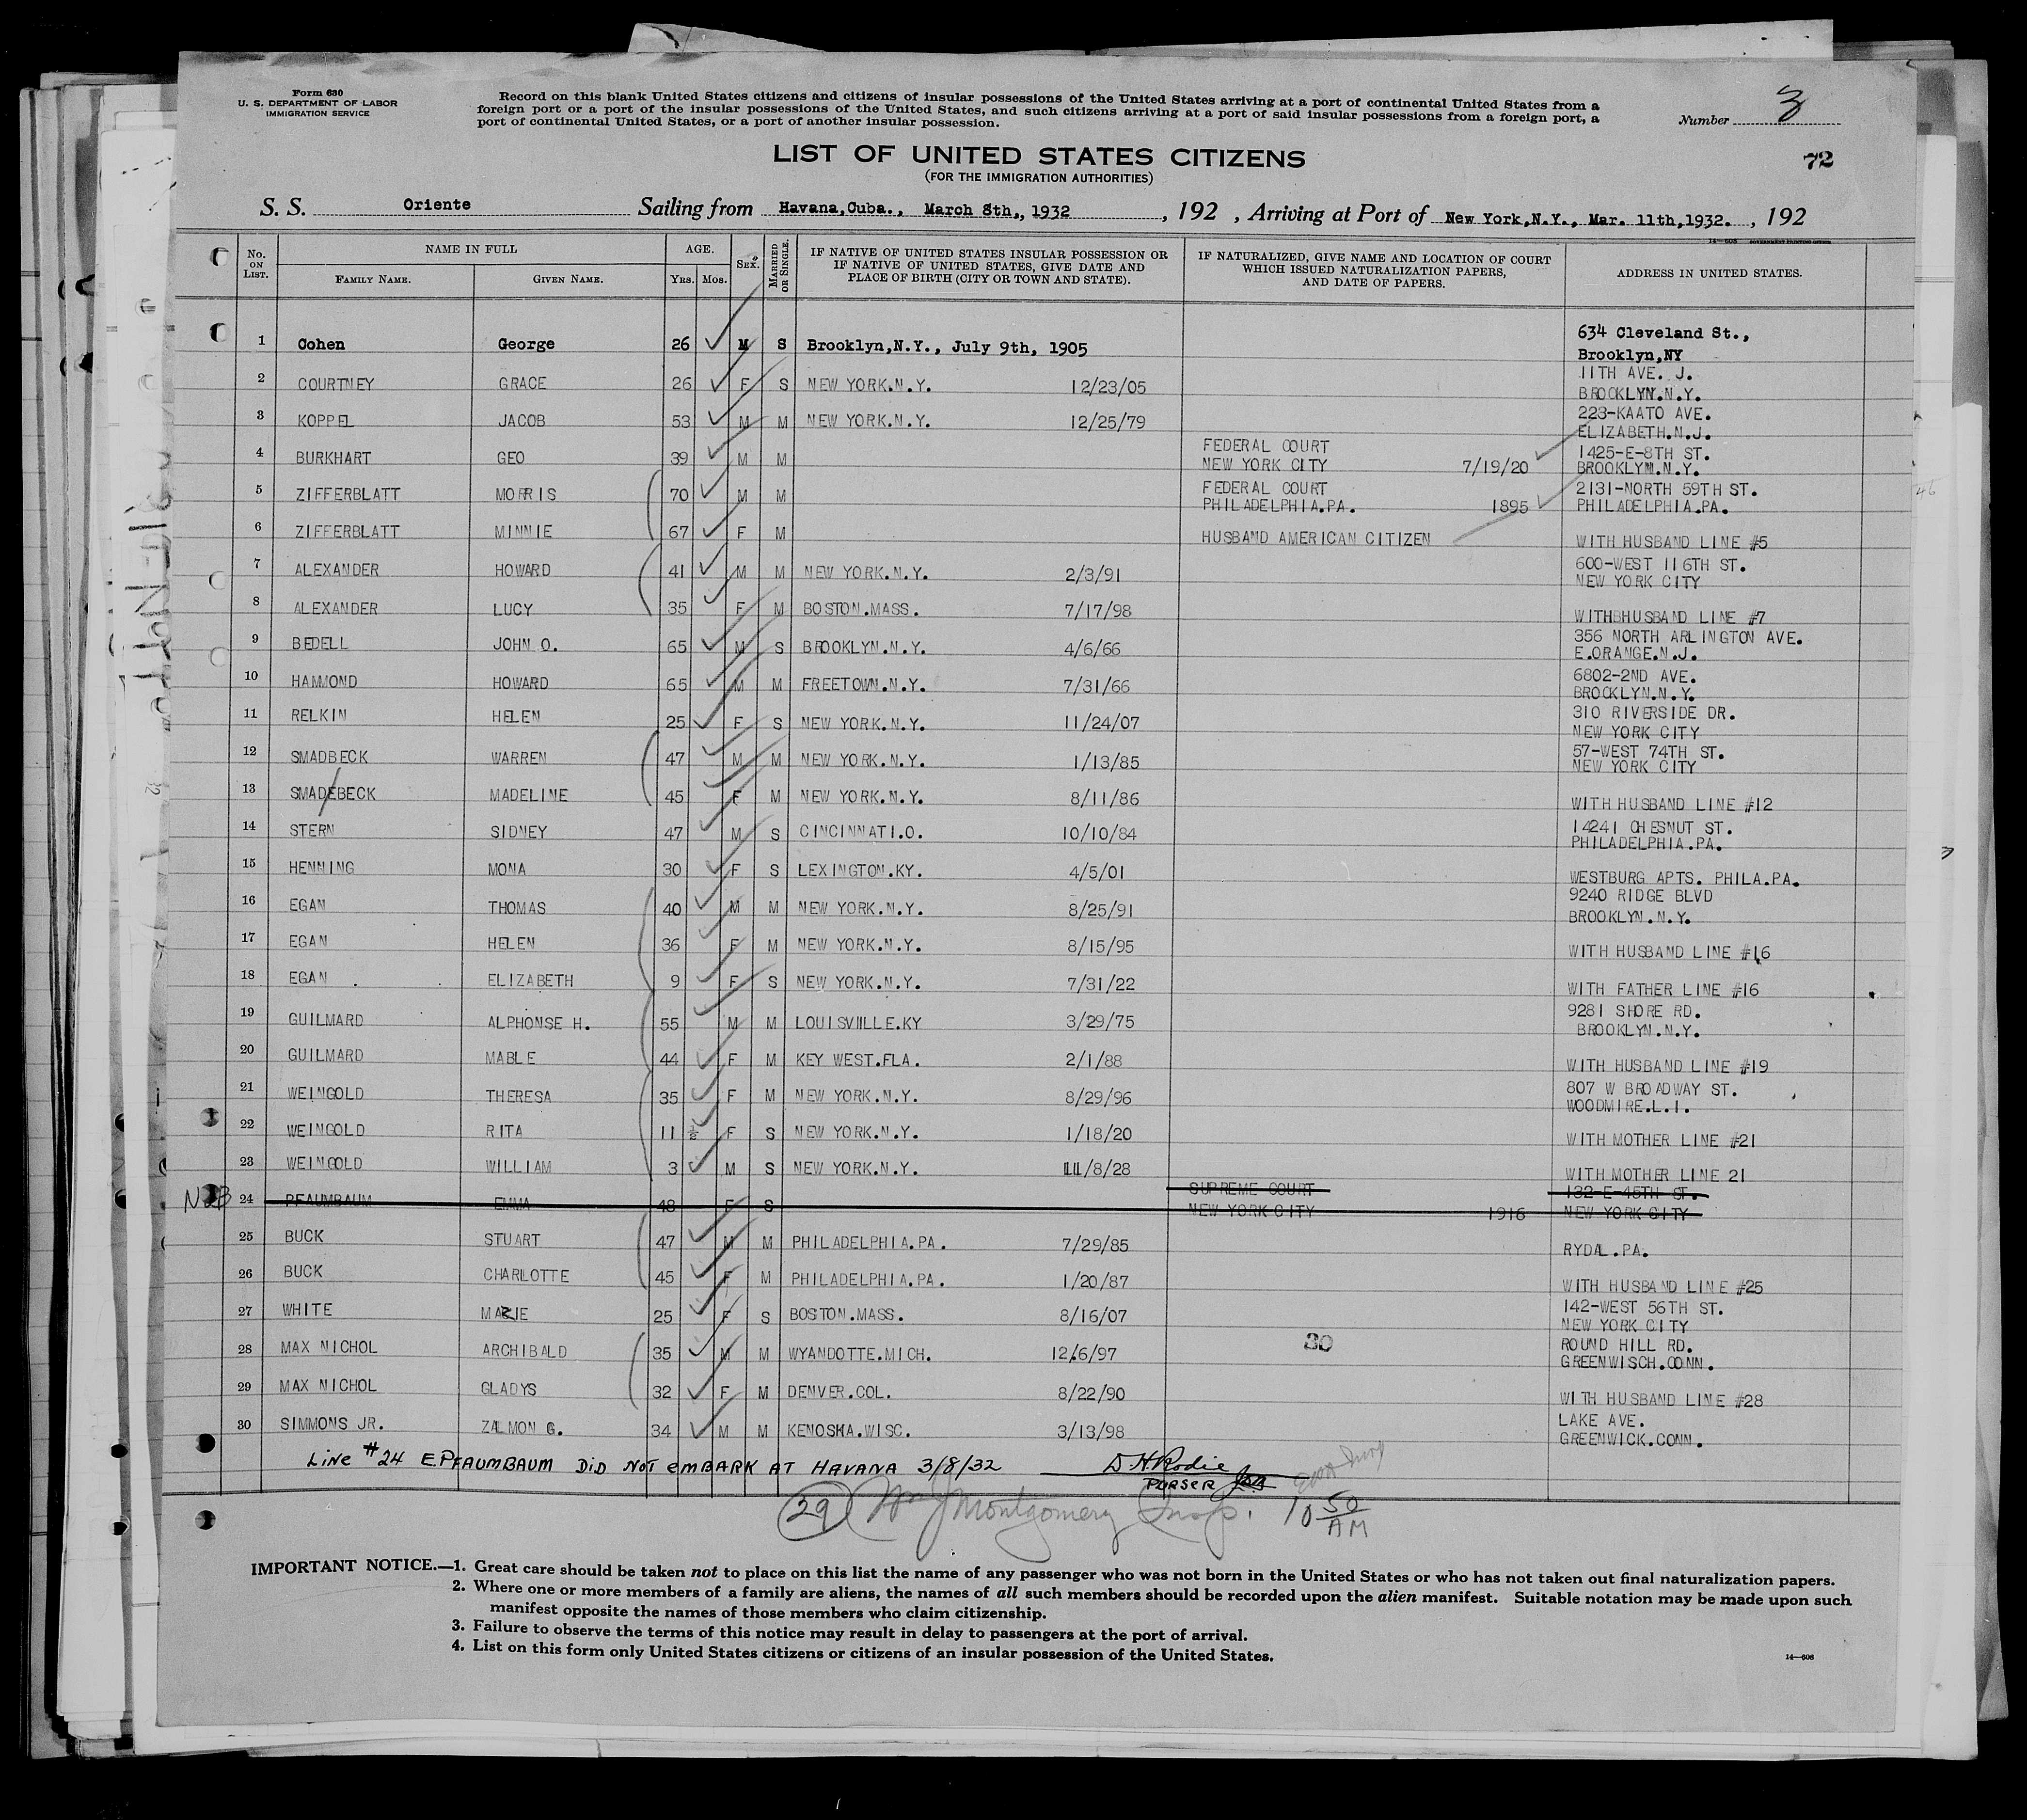 Form 630
U. S. DEPARTMENT OF LABOR
IMMIGRATION SERVICE
Record on this blank United States citizens and citizens of insular possessions of the United States arriving at a port of continental United States from a
foreign port or a port of the insular possessions of the United States, and such citizens arriving at a port of said insular possessions from a foreign port, a
port of continental United States, or a port of another insular possession.
Number 3
72
LIST OF UNITED STATES CITIZENS
(FOR THE IMMIGRATION AUTHORITIES)
S. S. Oriente Sailing from Havana,Cuba., March 8th., 1932, 192 , Arriving at Port of New York,N.Y., Mar. 11th,1932. , 192
14—608 GOVERNMENT PRINTING OFFICE
No. ON LIST. NAME IN FULL FAMILY NAME. GIVEN NAME. AGE. YRS. MOS. SEX. MARRIED OR SINGLE. IF NATIVE OF UNITED STATES INSULAR POSSESSION OR IF NATIVE OF UNITED STATES, GIVE DATE AND PLACE OF BIRTH (CITY OR TOWN AND STATE). IF NATURALIZED, GIVE NAME AND LOCATION OF COURT WHICH ISSUED NATURALIZATION PAPERS, AND DATE OF PAPERS. ADDRESS IN UNITED STATES.
1 Cohen George 26 M S Brooklyn,N.Y., July 9th, 1905 634 Cleveland St.,
Brooklyn,NY
2 COURTNEY GRACE 26 F S NEW YORK.N.Y. 12/23/05 11TH AVE. J.
BROCKLYN.N.Y.
3 KOPPEL JACOB 53 M M NEW YORK.N.Y. 12/25/79 223-KAATO AVE.
ELIZABETH.N.J.
4 BURKHART GEO 39 M M FEDERAL COURT 1425-E-8TH ST.
NEW YORK CITY 7/19/20 BROOKLYN.N.Y.
5 ZIFFERBLATT MORRIS 70 M M FEDERAL COURT 2131-NORTH 59TH ST.
PHILADELPHIA.PA. 1895 PHILADELPHIA.PA.
6 ZIFFERBLATT MINNIE 67 F M HUSBAND AMERICAN CITIZEN WITH HUSBAND LINE #5
7 ALEXANDER HOWARD 41 M M NEW YORK.N.Y. 2/3/91 600-WEST 116TH ST.
NEW YORK CITY
8 ALEXANDER LUCY 35 F M BOSTON.MASS. 7/17/98 WITHBHUSBAND LINE #7
9 BEDELL JOHN O. 65 M S BROOKLYN.N.Y. 4/6/66 356 NORTH ARLINGTON AVE.
E.ORANGE.N.J.
10 HAMMOND HOWARD 65 M M FREETOWN.N.Y. 7/31/66 6802-2ND AVE.
BROCKLYN.N.Y.
11 RELKIN HELEN 25 F S NEW YORK.N.Y. 11/24/07 310 RIVERSIDE DR.
NEW YORK CITY
12 SMADBECK WARREN 47 M M NEW YORK.N.Y. 1/13/85 57-WEST 74TH ST.
NEW YORK CITY
13 SMADEBECK MADELINE 45 F M NEW YORK.N.Y. 8/11/86 WITH HUSBAND LINE #12
14 STERN SIDNEY 47 M S CINCINNATI.O. 10/10/84 14241 CHESNUT ST.
PHILADELPHIA.PA.
15 HENNING MONA 30 F S LEXINGTON.KY. 4/5/01 WESTBURG APTS. PHILA.PA.
16 EGAN THOMAS 40 M M NEW YORK.N.Y. 8/25/91 9240 RIDGE BLVD
BROOKLYN.N.Y.
17 EGAN HELEN 36 F M NEW YORK.N.Y. 8/15/95 WITH HUSBAND LINE #16
18 EGAN ELIZABETH 9 F S NEW YORK.N.Y. 7/31/22 WITH FATHER LINE #16
19 GUILMARD ALPHONSE H. 55 M M LOUISVIILLE.KY 3/29/75 9281 SHORE RD.
BROOKLYN.N.Y.
20 GUILMARD MABLE 44 F M KEY WEST.FLA. 2/1/88 WITH HUSBAND LINE #19
21 WEINGOLD THERESA 35 F M NEW YORK.N.Y. 8/29/96 807 W BROADWAY ST.
WOODMIRE.L.I.
22 WEINGOLD RITA 11 ½ F S NEW YORK.N.Y. 1/18/20 WITH MOTHER LINE #21
23 WEINGOLD WILLIAM 3 M S NEW YORK.N.Y. 11/8/28 WITH MOTHER LINE 21
NOB 24 PFAUMBAUM EMMA 48 F S SUPREME COURT 132-E-45TH ST.
NEW YORK CITY 1916 NEW YORK CITY
25 BUCK STUART 47 M M PHILADELPHIA.PA. 7/29/85 RYDAL.PA.
26 BUCK CHARLOTTE 45 F M PHILADELPHIA.PA. 1/20/87 WITH HUSBAND LINE #25
27 WHITE MAZIE 25 F S BOSTON.MASS. 8/16/07 142-WEST 56TH ST.
NEW YORK CITY
28 MAX NICHOL ARCHIBALD 35 M M WYANDOTTE.MICH. 12.6/97 30 ROUND HILL RD.
GREENWISCH.CONN.
29 MAX NICHOL GLADYS 32 F M DENVER.COL. 8/22/90 WITH HUSBAND LINE #28
30 SIMMONS JR. ZALMON G. 34 M M KENOSHA.WISC. 3/13/98 LAKE AVE.
GREENWICK.CONN.
LINE #24 E.PFAUMBAUM DID NOT EMBARK AT HAVANA 3/8/32 D.H.Rodie
PURSER
29 Wm J Montgomery Insp. 10 50 AM
IMPORTANT NOTICE.—1. Great care should be taken not to place on this list the name of any passenger who was not born in the United States or who has not taken out final naturalization papers.
2. Where one or more members of a family are aliens, the names of all such members should be recorded upon the alien manifest. Suitable notation may be made upon such
manifest opposite the names of those members who claim citizenship.
3. Failure to observe the terms of this notice may result in delay to passengers at the port of arrival.
4. List on this form only United States citizens or citizens of an insular possession of the United States.
14—608